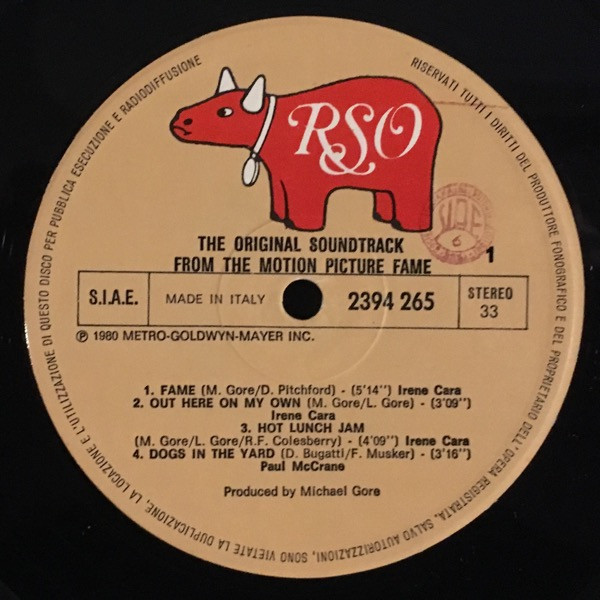 RISERVATI TUTTI I DIRITTI DEL PRODUTTORE FONOGRAFICO E DEL PROPRIETARIO DELL'OPERA REGISTRATA. SALVO AUTORIZZAZIONI, SONO VIETATE LA DUPLICAZIONE, LA LOCAZIONE E L'UTILIZZAZIONE DI QUESTO DISCO PER PUBBLICA ESECUZIONE E RADIODIFFUSIONE
RSO
THE ORIGINAL SOUNDTRACK
FROM THE MOTION PICTURE FAME
1
S.I.A.E.
MADE IN ITALY
2394 265
STEREO
33
℗ 1980 METRO-GOLDWYN-MAYER INC.
1. FAME (M. Gore/D. Pitchford) - (5'14'') Irene Cara
2. OUT HERE ON MY OWN (M. Gore/L. Gore) - (3'09'')
Irene Cara
3. HOT LUNCH JAM
(M. Gore/L. Gore/R.F. Colesberry) - (4'09'') Irene Cara
4. DOGS IN THE YARD (D. Bugatti/F. Musker) - (3'16'')
Paul McCrane
Produced by Michael Gore